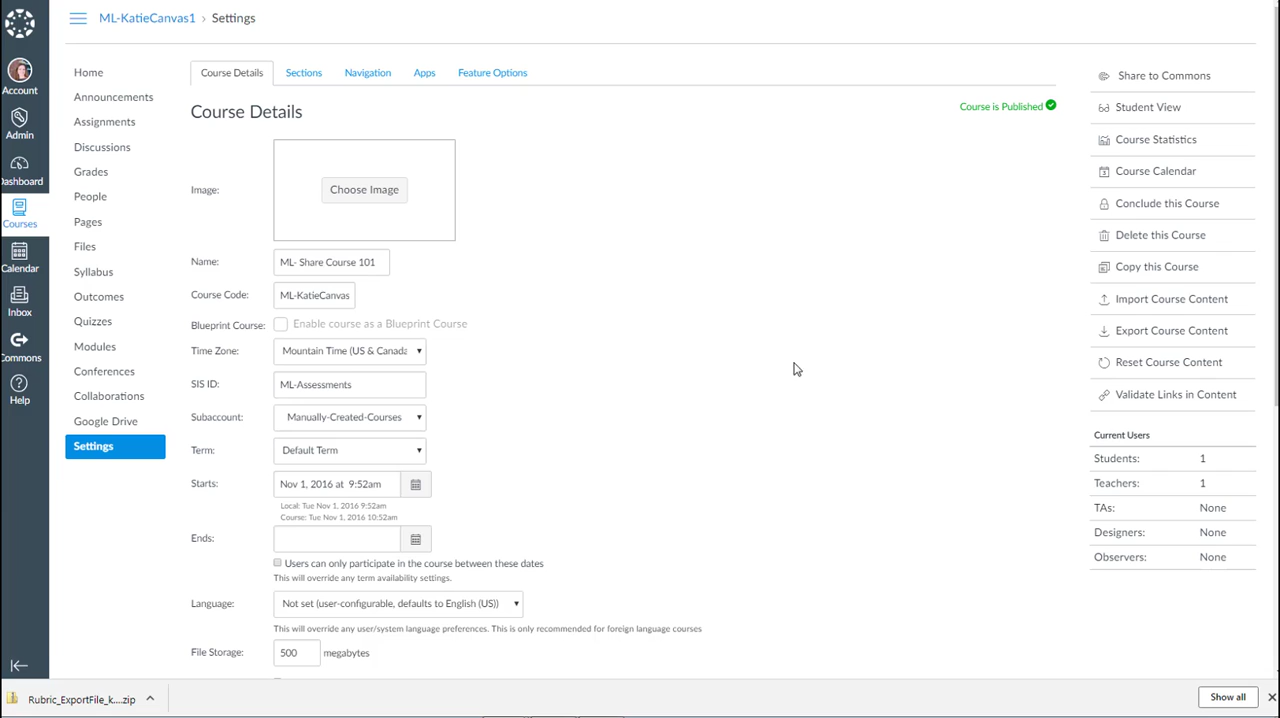 ML-KatieCanvas1 › Settings
Account
Admin
Dashboard
Courses
Calendar
Inbox
Commons
Help
Home
Announcements
Assignments
Discussions
Grades
People
Pages
Files
Syllabus
Outcomes
Quizzes
Modules
Conferences
Collaborations
Google Drive
Settings
Course Details Sections Navigation Apps Feature Options
Course Details
Course is Published
Image: Choose Image
Name: ML- Share Course 101
Course Code: ML-KatieCanvas
Blueprint Course: Enable course as a Blueprint Course
Time Zone: Mountain Time (US & Canada
SIS ID: ML-Assessments
Subaccount: Manually-Created-Courses
Term: Default Term
Starts: Nov 1, 2016 at 9:52am
Local: Tue Nov 1, 2016 9:52am
Course: Tue Nov 1, 2016 10:52am
Ends:
Users can only participate in the course between these dates
This will override any term availability settings.
Language: Not set (user-configurable, defaults to English (US))
This will override any user/system language preferences. This is only recommended for foreign language courses
File Storage: 500 megabytes
Share to Commons
Student View
Course Statistics
Course Calendar
Conclude this Course
Delete this Course
Copy this Course
Import Course Content
Export Course Content
Reset Course Content
Validate Links in Content
Current Users
Students: 1
Teachers: 1
TAs: None
Designers: None
Observers: None
Rubric_ExportFile_k....zip
Show all